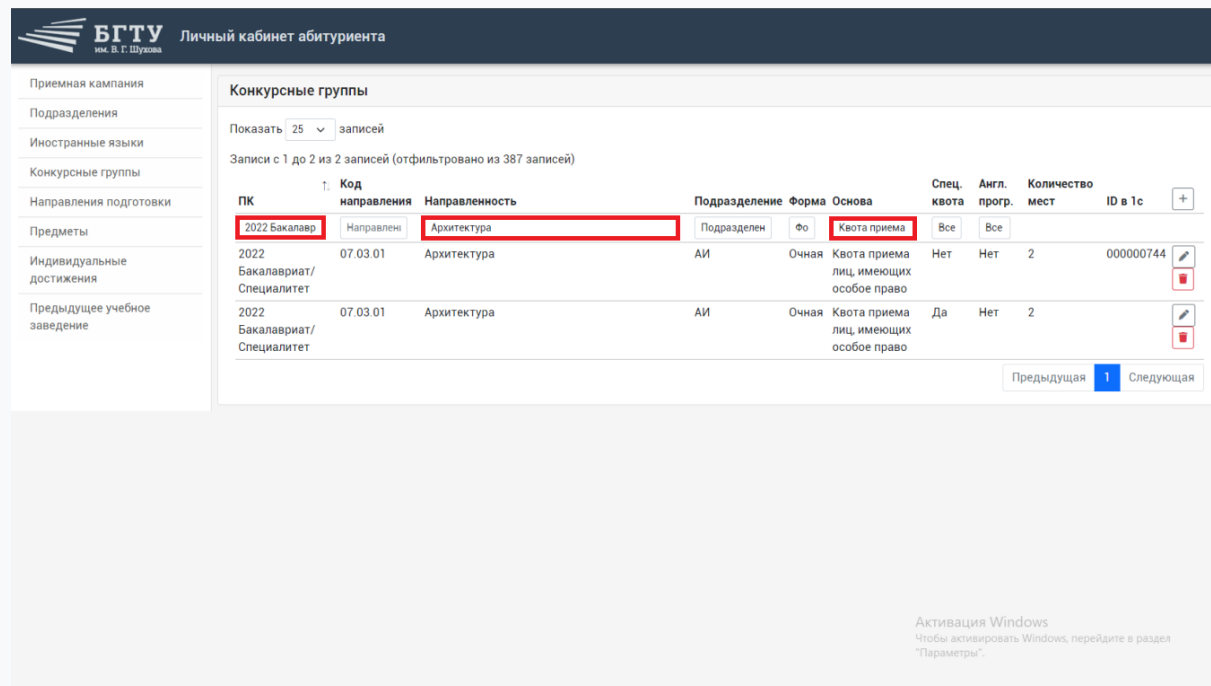 БГТУ
им. В. Г. Шухова
Личный кабинет абитуриента
Приемная кампания
Подразделения
Иностранные языки
Конкурсные группы
Направления подготовки
Предметы
Индивидуальные
достижения
Предыдущее учебное
заведение
Конкурсные группы
Показать 25 записей
Записи с 1 до 2 из 2 записей (отфильтровано из 387 записей)
ПК Код направления Направленность Подразделение Форма Основа Спец. квота Англ. прогр. Количество мест ID в 1с +
2022 Бакалавр Направлені Архитектура Подразделен Фо Квота приема Все Все
2022 07.03.01 Архитектура АИ Очная Квота приема Нет Нет 2 000000744
Бакалавриат/ лиц, имеющих
Специалитет особое право
2022 07.03.01 Архитектура АИ Очная Квота приема Да Нет 2
Бакалавриат/ лиц, имеющих
Специалитет особое право
Предыдущая 1 Следующая
Активация Windows
Чтобы активировать Windows, перейдите в раздел
"Параметры".